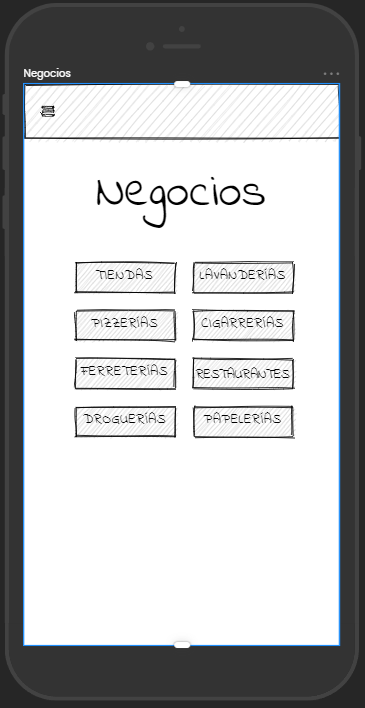 Negocios
Negocios
TIENDAS LAVANDERÍAS
PIZZERÍAS CIGARRERÍAS
FERRETERÍAS RESTAURANTES
DROGUERÍAS PAPELERÍAS